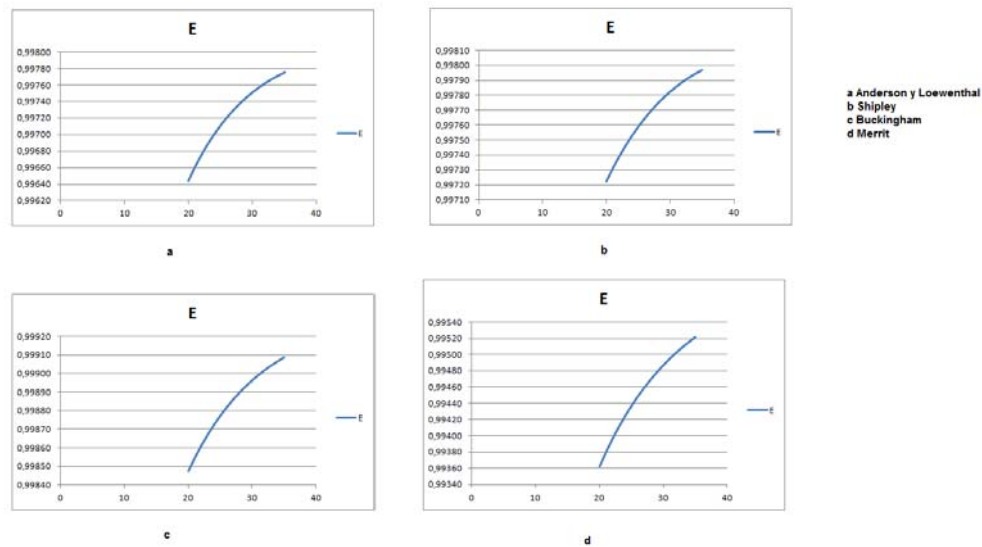 E
0,99800
0,99780
0,99760
0,99740
0,99720
0,99700
0,99680
0,99660
0,99640
0,99620
0 10 20 30 40
E
a
E
0,99810
0,99800
0,99790
0,99780
0,99770
0,99760
0,99750
0,99740
0,99730
0,99720
0,99710
0 10 20 30 40
E
b
a Anderson y Loewenthal
b Shipley
c Buckingham
d Merrit
E
0,99920
0,99910
0,99900
0,99890
0,99880
0,99870
0,99860
0,99850
0,99840
0 10 20 30 40
E
c
E
0,99540
0,99520
0,99500
0,99480
0,99460
0,99440
0,99420
0,99400
0,99380
0,99360
0,99340
0 10 20 30 40
E
d